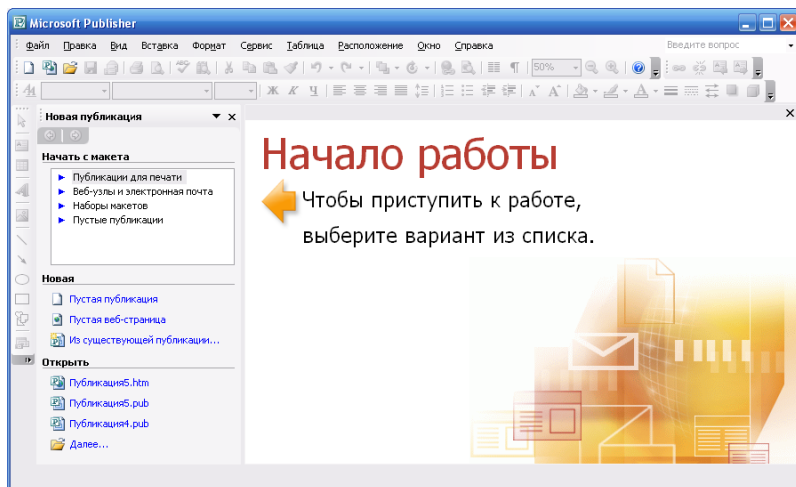 Microsoft Publisher
Файл Правка Вид Вставка Формат Сервис Таблица Расположение Окно Справка Введите вопрос
50%
Ж К Ч
Новая публикация
Начать с макета
Публикации для печати
Веб-узлы и электронная почта
Наборы макетов
Пустые публикации
Новая
Пустая публикация
Пустая веб-страница
Из существующей публикации...
Открыть
Публикация5.htm
Публикация5.pub
Публикация4.pub
Далее...
Начало работы
Чтобы приступить к работе,
выберите вариант из списка.